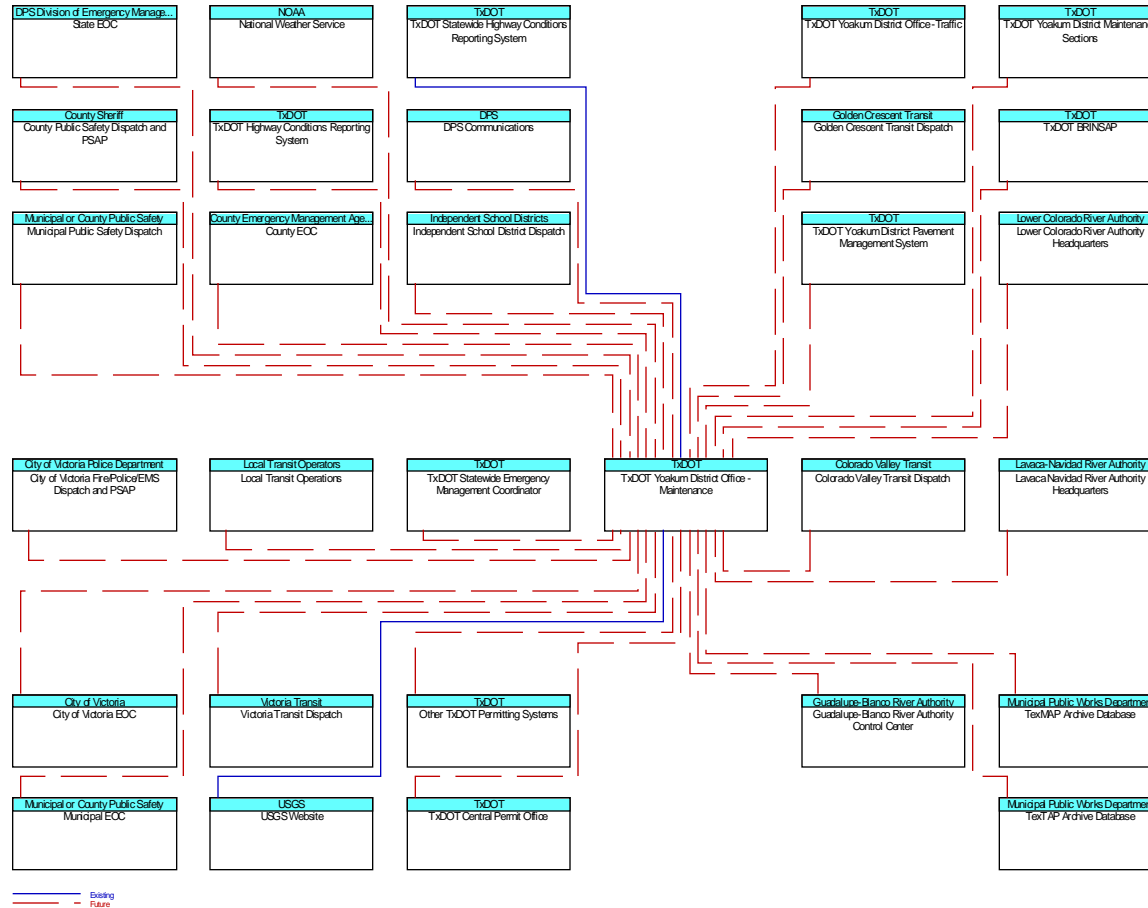 DPS Division of Emergency Manage...
State EOC
NOAA
National Weather Service
TxDOT
TxDOT Statewide Highway Conditions
Reporting System
TxDOT
TxDOT Yoakum District Office - Traffic
TxDOT
TxDOT Yoakum District Maintenan
Sections
County Sheriff
County Public Safety Dispatch and
PSAP
TxDOT
TxDOT Highway Conditions Reporting
System
DPS
DPS Communications
Golden Crescent Transit
Golden Crescent Transit Dispatch
TxDOT
TxDOT BRINSAP
Municipal or County Public Safety
Municipal Public Safety Dispatch
County Emergency Management Age...
County EOC
Independent School Districts
Independent School District Dispatch
TxDOT
TxDOT Yoakum District Pavement
Management System
Lower Colorado River Authority
Lower Colorado River Authority
Headquarters
City of Victoria Police Department
City of Victoria Fire/Police/EMS
Dispatch and PSAP
Local Transit Operators
Local Transit Operations
TxDOT
TxDOT Statewide Emergency
Management Coordinator
TxDOT
TxDOT Yoakum District Office -
Maintenance
Colorado Valley Transit
Colorado Valley Transit Dispatch
Lavaca-Navidad River Authority
Lavaca Navidad River Authority
Headquarters
City of Victoria
City of Victoria EOC
Victoria Transit
Victoria Transit Dispatch
TxDOT
Other TxDOT Permitting Systems
Guadalupe-Blanco River Authority
Guadalupe-Blanco River Authority
Control Center
Municipal Public Works Departmen
TexMAP Archive Database
Municipal or County Public Safety
Municipal EOC
USGS
USGS Website
TxDOT
TxDOT Central Permit Office
Municipal Public Works Departmen
TexTAP Archive Database
Existing
Future